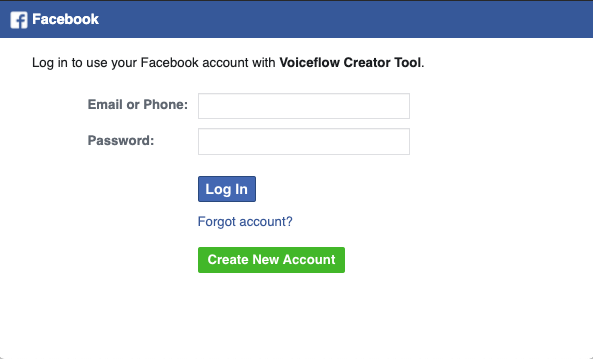 Facebook
Log in to use your Facebook account with Voiceflow Creator Tool.
Email or Phone:
Password:
Log In
Forgot account?
Create New Account